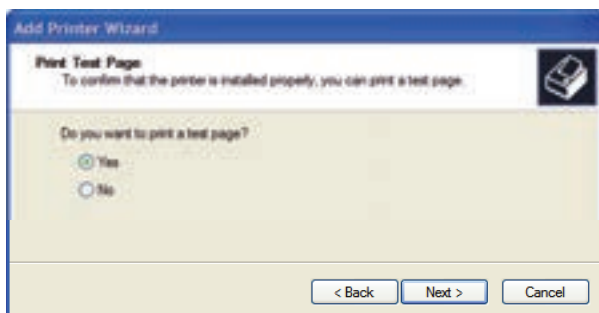 Add Printer Wizard
Print Test Page
To confirm that the printer is installed properly, you can print a test page.
Do you want to print a test page?
Yes
No
< Back Next > Cancel